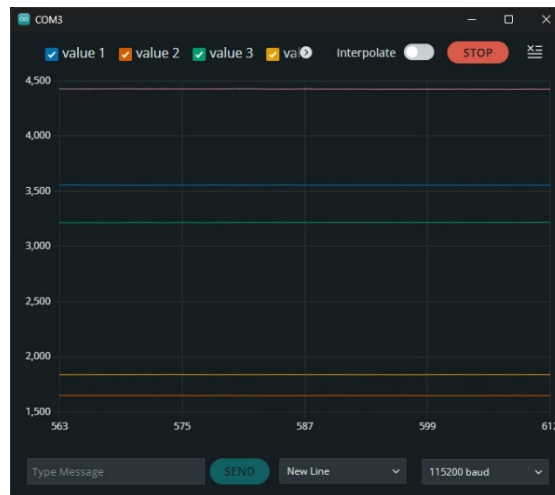 COM3
value 1 value 2 value 3 va Interpolate STOP
4,500
4,000
3,500
3,000
2,500
2,000
1,500
563 575 587 599 612
Type Message SEND New Line 115200 baud